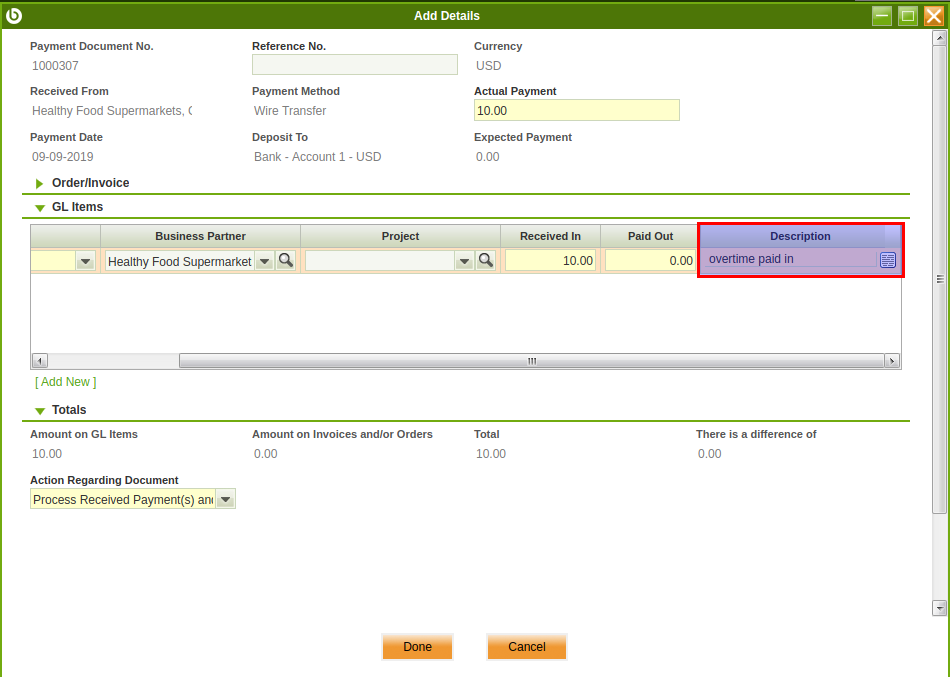 Add Details
Payment Document No. Reference No. Currency
1000307 USD
Received From Payment Method Actual Payment
Healthy Food Supermarkets, Wire Transfer 10.00
Payment Date Deposit To Expected Payment
09-09-2019 Bank - Account 1 - USD 0.00
Order/Invoice
GL Items
Business Partner Project Received In Paid Out Description
Healthy Food Supermarket 10.00 0.00 overtime paid in
[ Add New ]
Totals
Amount on GL Items Amount on Invoices and/or Orders Total There is a difference of
10.00 0.00 10.00 0.00
Action Regarding Document
Process Received Payment(s) and
Done Cancel